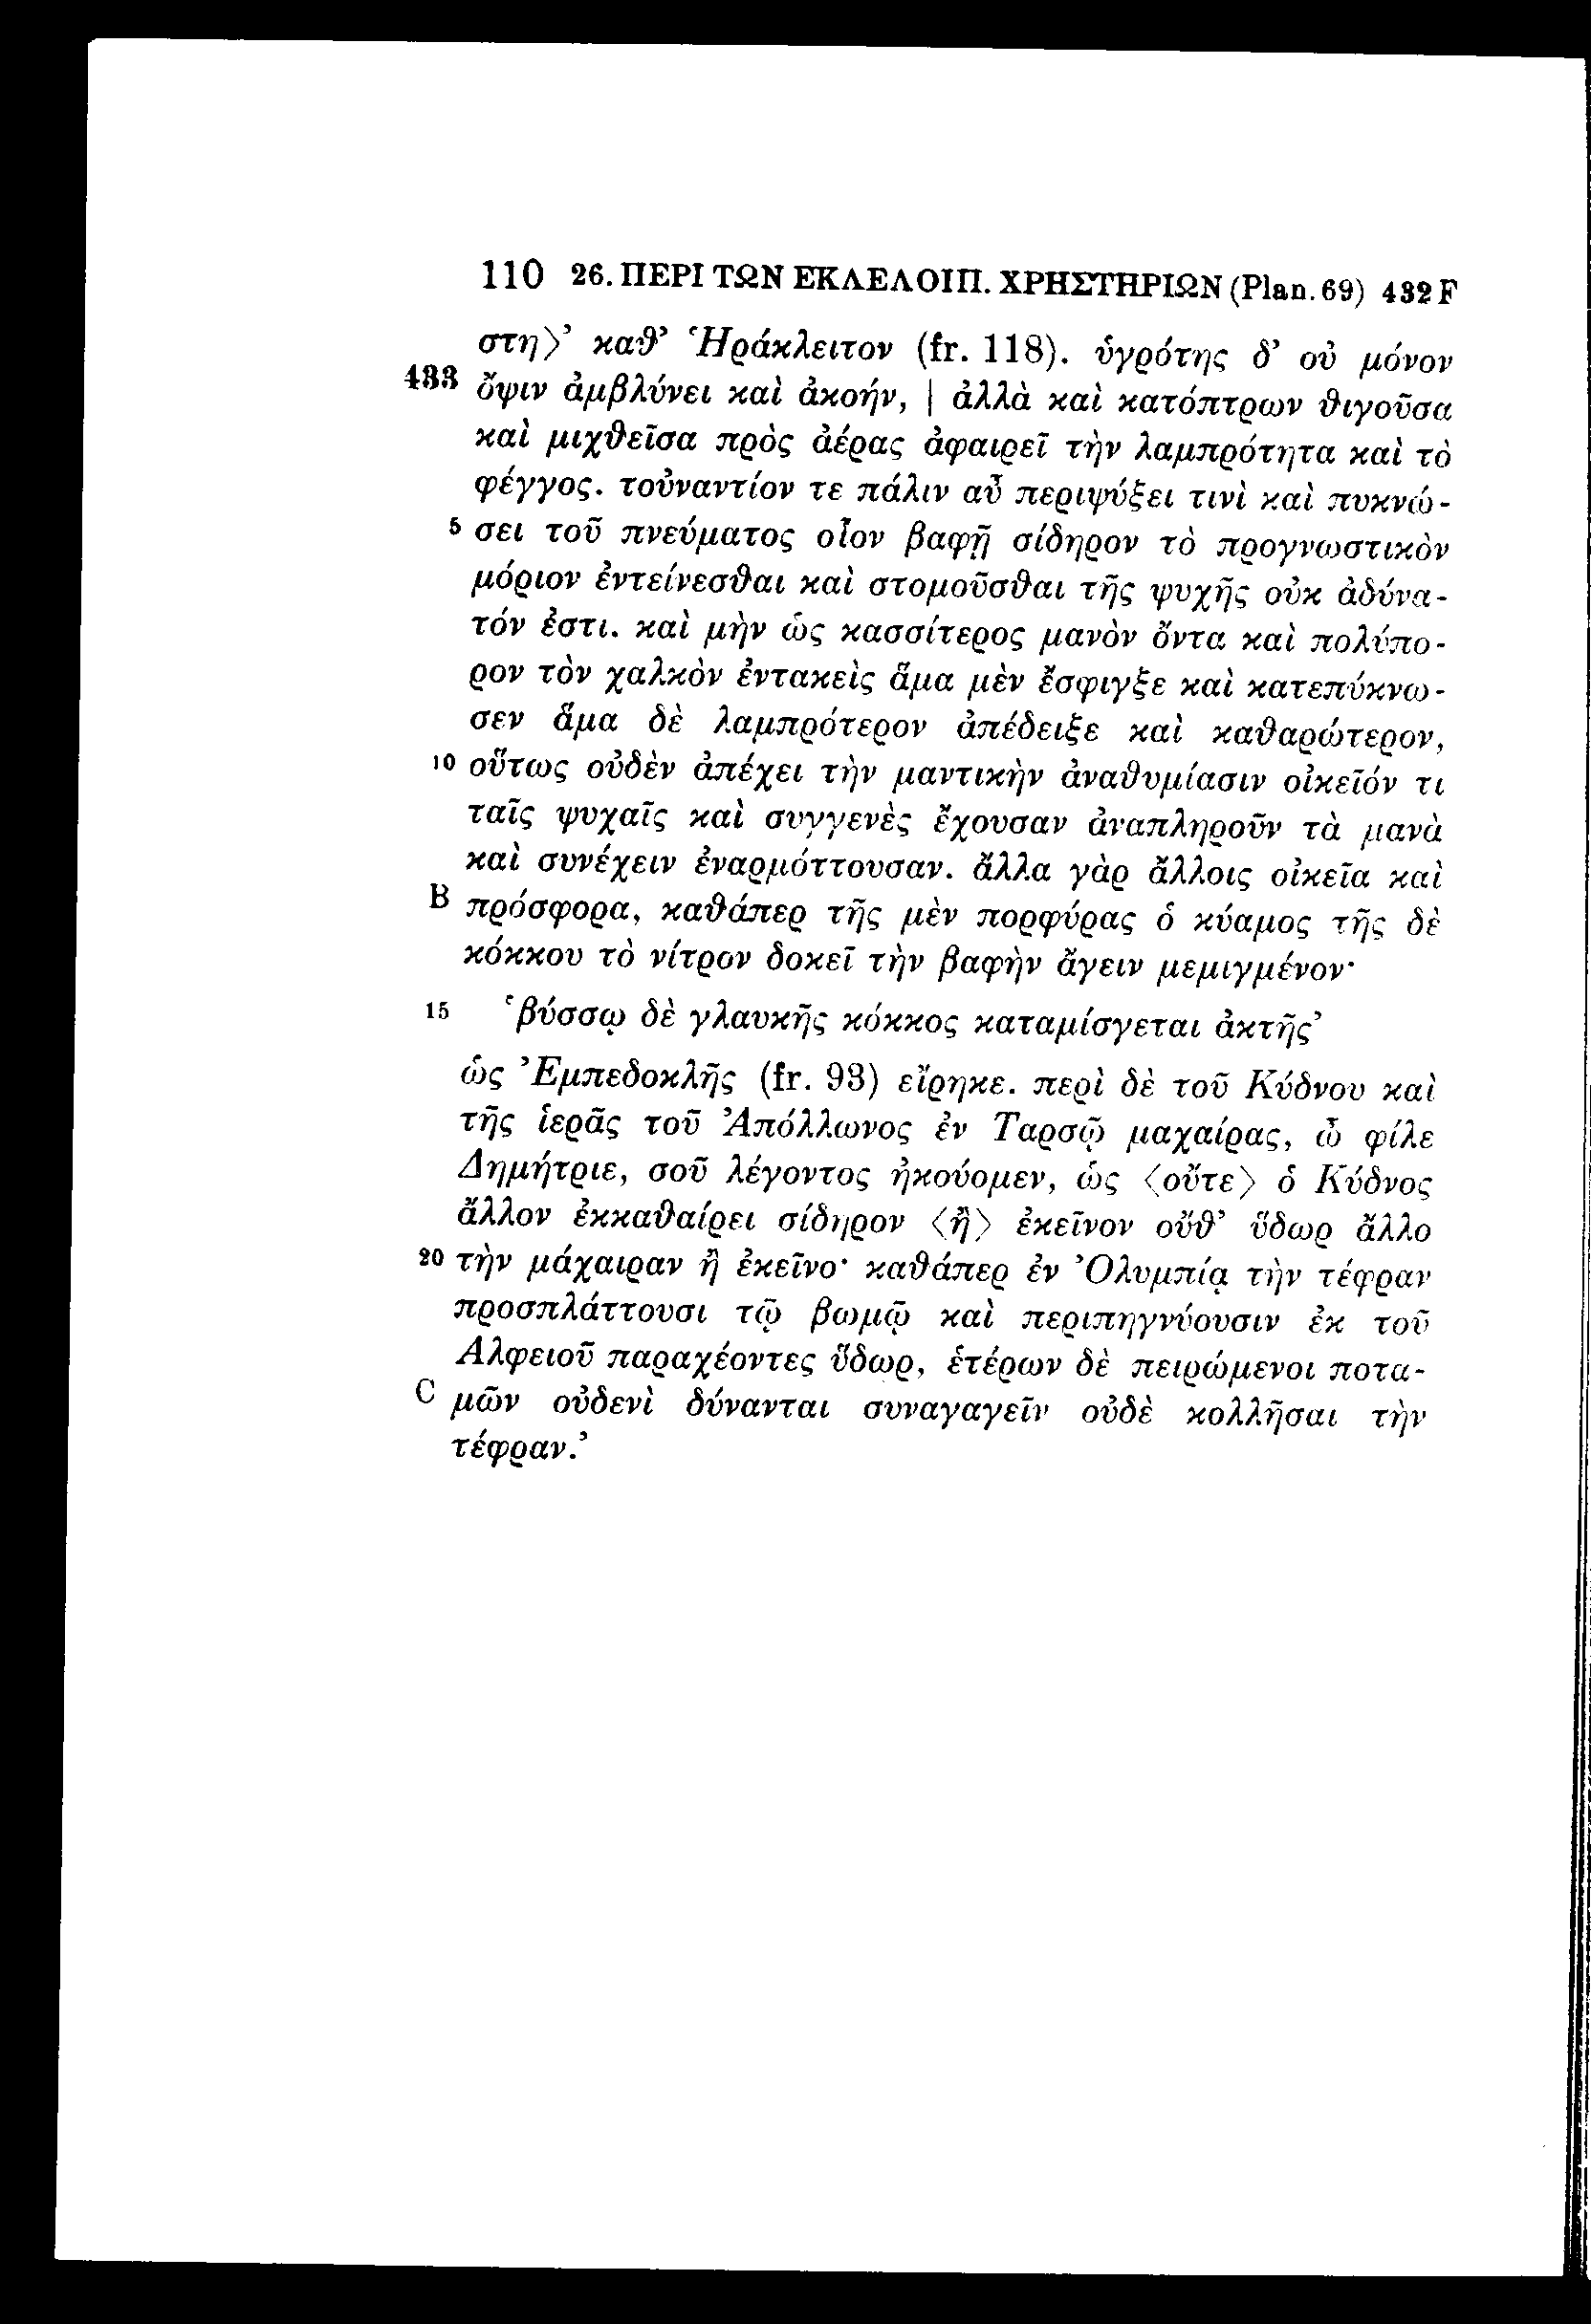 110 26. ΠΕΡΙ ΤΩΝ ΕΚΛΕΛΟΙΠ. ΧΡΗΣΤΗΡΙΩΝ (Plan. 69) 432 F
στη〉’ καθ’ Ἡράκλειτον (fr. 118). ὑγρότης δ’ οὐ μόνον
433 ὄψιν ἀμβλύνει καὶ ἀκοήν, | ἀλλὰ καὶ κατόπτρων θιγοῦσα
καὶ μιχθεῖσα πρὸς ἀέρας ἀφαιρεῖ τὴν λαμπρότητα καὶ τὸ
φέγγος. τοὐναντίον τε πάλιν αὖ περιψύξει τινὶ καὶ πυκνώ-
5 σει τοῦ πνεύματος οἷον βαφῇ σίδηρον τὸ προγνωστικὸν
μόριον ἐντείνεσθαι καὶ στομοῦσθαι τῆς ψυχῆς οὐκ ἀδύνα-
τόν ἐστι. καὶ μὴν ὡς κασσίτερος μανὸν ὄντα καὶ πολύπο-
ρον τὸν χαλκὸν ἐντακεὶς ἅμα μὲν ἔσφιγξε καὶ κατεπύκνω-
σεν ἅμα δὲ λαμπρότερον ἀπέδειξε καὶ καθαρώτερον,
10 οὕτως οὐδὲν ἀπέχει τὴν μαντικὴν ἀναθυμίασιν οἰκεῖόν τι
ταῖς ψυχαῖς καὶ συγγενὲς ἔχουσαν ἀναπληροῦν τὰ μανὰ
καὶ συνέχειν ἐναρμόττουσαν. ἄλλα γὰρ ἄλλοις οἰκεῖα καὶ
B πρόσφορα, καθάπερ τῆς μὲν πορφύρας ὁ κύαμος τῆς δὲ
κόκκου τὸ νίτρον δοκεῖ τὴν βαφὴν ἄγειν μεμιγμένον·
15 ‘βύσσῳ δὲ γλαυκῆς κόκκος καταμίσγεται ἀκτῆς’
ὡς Ἐμπεδοκλῆς (fr. 93) εἴρηκε. περὶ δὲ τοῦ Κύδνου καὶ
τῆς ἱερᾶς τοῦ Ἀπόλλωνος ἐν Ταρσῷ μαχαίρας, ὦ φίλε
Δημήτριε, σοῦ λέγοντος ἠκούομεν, ὡς 〈οὔτε〉 ὁ Κύδνος
ἄλλον ἐκκαθαίρει σίδηρον 〈ἢ〉 ἐκεῖνον οὔθ’ ὕδωρ ἄλλο
20 τὴν μάχαιραν ἢ ἐκεῖνο· καθάπερ ἐν Ὀλυμπίᾳ τὴν τέφραν
προσπλάττουσι τῷ βωμῷ καὶ περιπηγνύουσιν ἐκ τοῦ
Ἀλφειοῦ παραχέοντες ὕδωρ, ἑτέρων δὲ πειρώμενοι ποτα-
C μῶν οὐδενὶ δύνανται συναγαγεῖν οὐδὲ κολλῆσαι τὴν
τέφραν.’